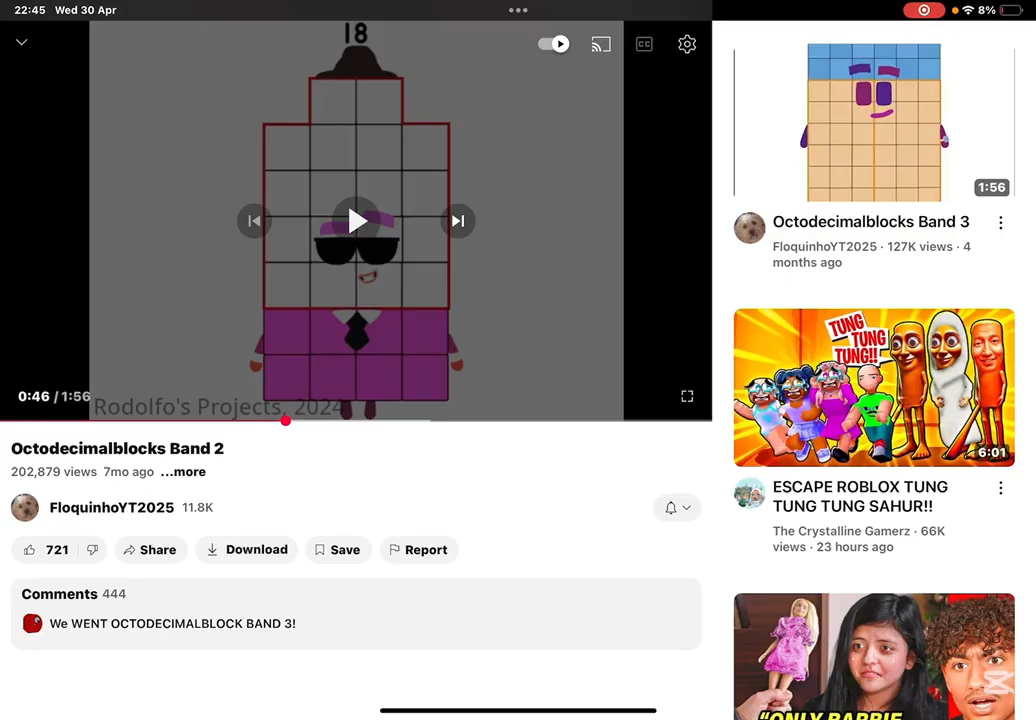 22:45 Wed 30 Apr
8%
18
CC
0:46 / 1:56
Rodolfo's Projects, 2024
Octodecimalblocks Band 2
202,879 views 7mo ago ...more
FloquinhoYT2025 11.8K
721
Share
Download
Save
Report
Comments 444
We WENT OCTODECIMALBLOCK BAND 3!
1:56
Octodecimalblocks Band 3
FloquinhoYT2025 · 127K views · 4
months ago
TUNG
TUNG
TUNG!!
6:01
ESCAPE ROBLOX TUNG
TUNG TUNG SAHUR!!
The Crystalline Gamerz · 66K
views · 23 hours ago
"ONLY BARBIE